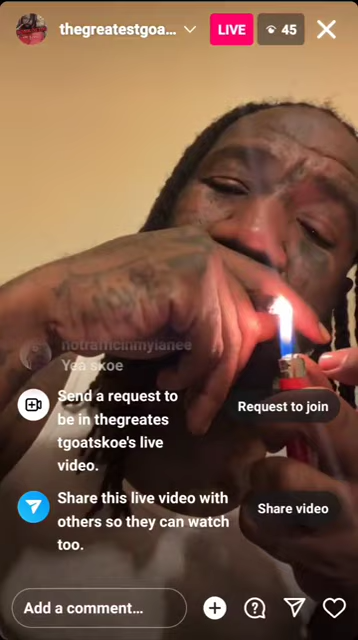 thegreatestgoa...
LIVE
45
notrafficinmylanee
Yea skoe
Send a request to
be in thegreates
tgoatskoe's live
video.
Request to join
Share this live video with
others so they can watch
too.
Share video
Add a comment...